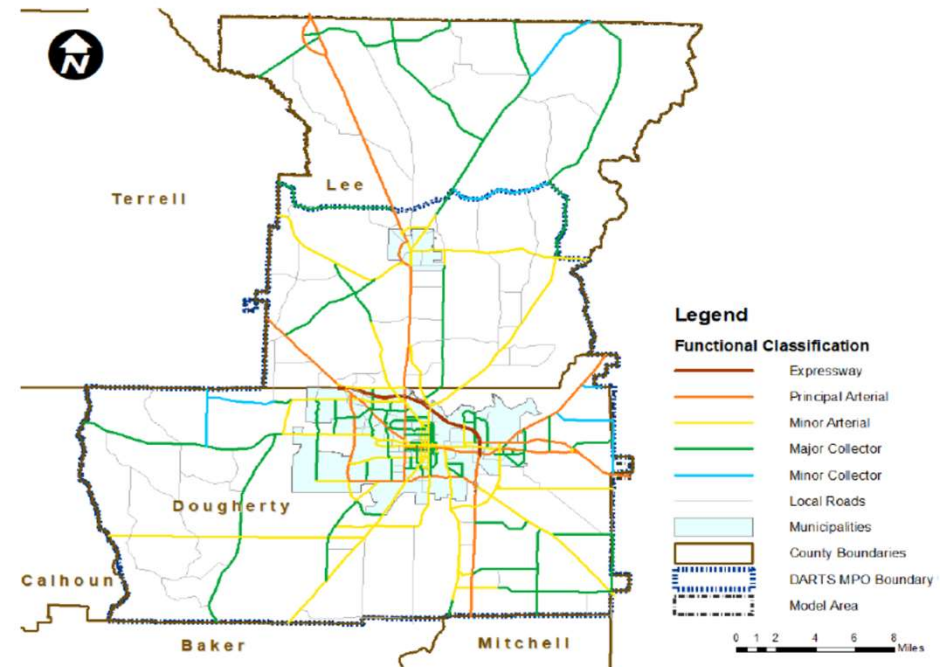 N
Terrell
Lee
Legend
Functional Classification
Expressway
Principal Arterial
Minor Arterial
Major Collector
Minor Collector
Local Roads
Municipalities
County Boundaries
DARTS MPO Boundary
Model Area
Dougherty
Calhoun
Baker
Mitchell
0 1 2 4 6 8
Miles